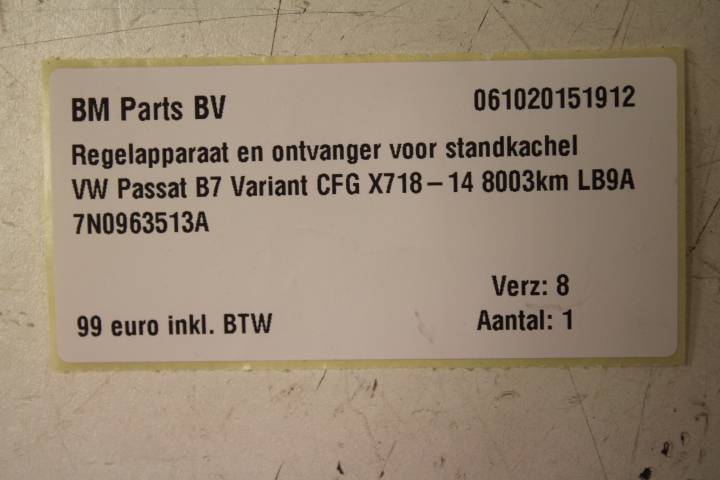 BM Parts BV 061020151912
Regelapparaat en ontvanger voor standkachel
VW Passat B7 Variant CFG X718-14 8003km LB9A
7N0963513A
Verz: 8
99 euro inkl. BTW Aantal: 1